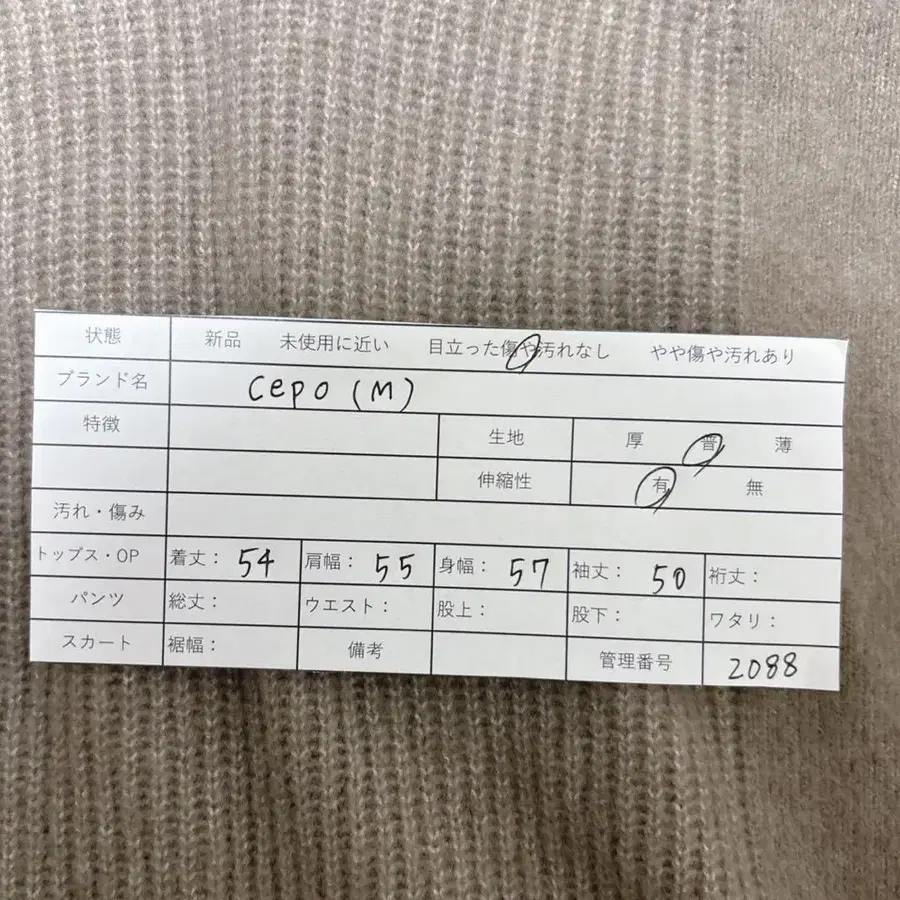 状態 新品 未使用に近い 目立った傷や汚れなし やや傷や汚れあり
ブランド名 cepo (M)
特徴 生地 厚 普 薄
伸縮性 有 無
汚れ・傷み
トップス・OP 着丈： 54 肩幅： 55 身幅： 57 袖丈： 50 裄丈：
パンツ 総丈： ウエスト： 股上： 股下： ワタリ：
スカート 裾幅： 備考 管理番号 2088